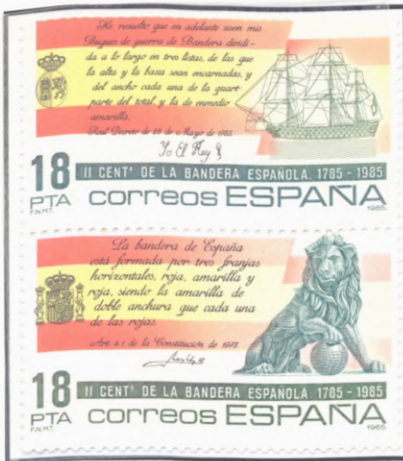 He resuelto que en adelante usen mis
Buques de guerra de Bandera dividi-
da a lo largo en tres listas, de las que
la alta y la baxa sean encarnadas, y
del ancho cada una de la quart
parte del total, y la de enmedio
amarilla.
Real Decreto de 28 de Mayo de 1785.
Yo El Rey
18
PTA
F.N.M.T.
II CENTº DE LA BANDERA ESPAÑOLA. 1785 - 1985
correos ESPAÑA
1985
La bandera de España
está formada por tres franjas
horizontales, roja, amarilla y
roja, siendo la amarilla de
doble anchura que cada una
de las rojas.
Art. 4.1 de la Constitución de 1978
18
PTA
F.N.M.T.
II CENTº DE LA BANDERA ESPAÑOLA. 1785 - 1985
correos ESPAÑA
1985